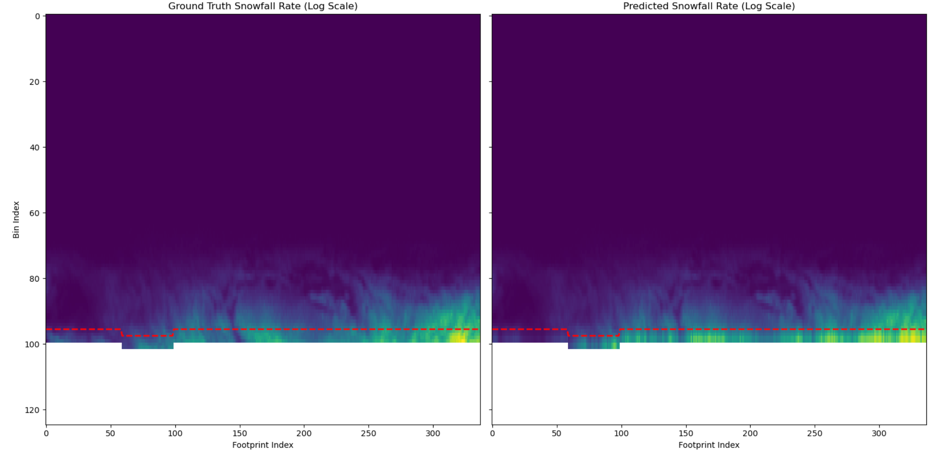 Ground Truth Snowfall Rate (Log Scale)
Predicted Snowfall Rate (Log Scale)
Bin Index
0
20
40
60
80
100
120
0 50 100 150 200 250 300
0 50 100 150 200 250 300
Footprint Index
Footprint Index